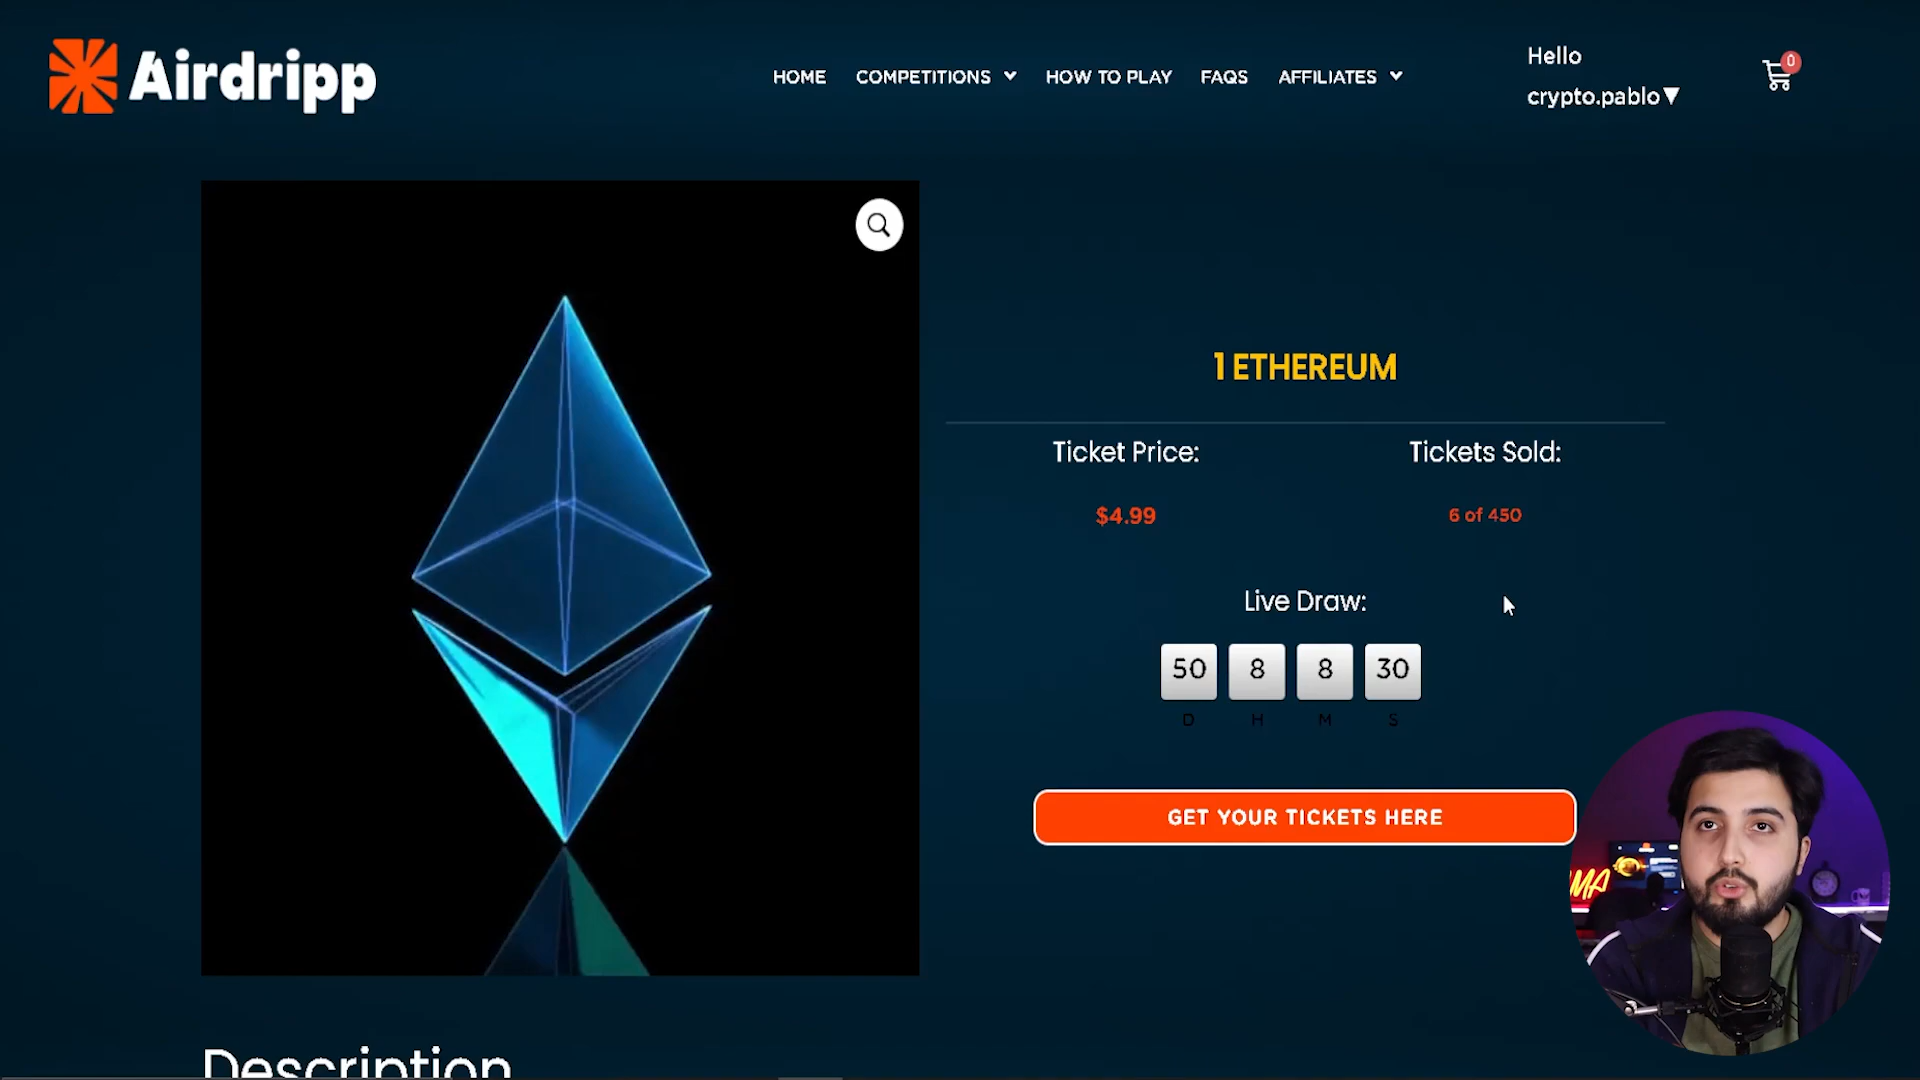 Airdripp
HOME COMPETITIONS HOW TO PLAY FAQS AFFILIATES
Hello
crypto.pablo
0
1 ETHEREUM
Ticket Price: Tickets Sold:
$4.99 6 of 450
Live Draw:
50 8 8 30
D H M S
GET YOUR TICKETS HERE
MA
Description